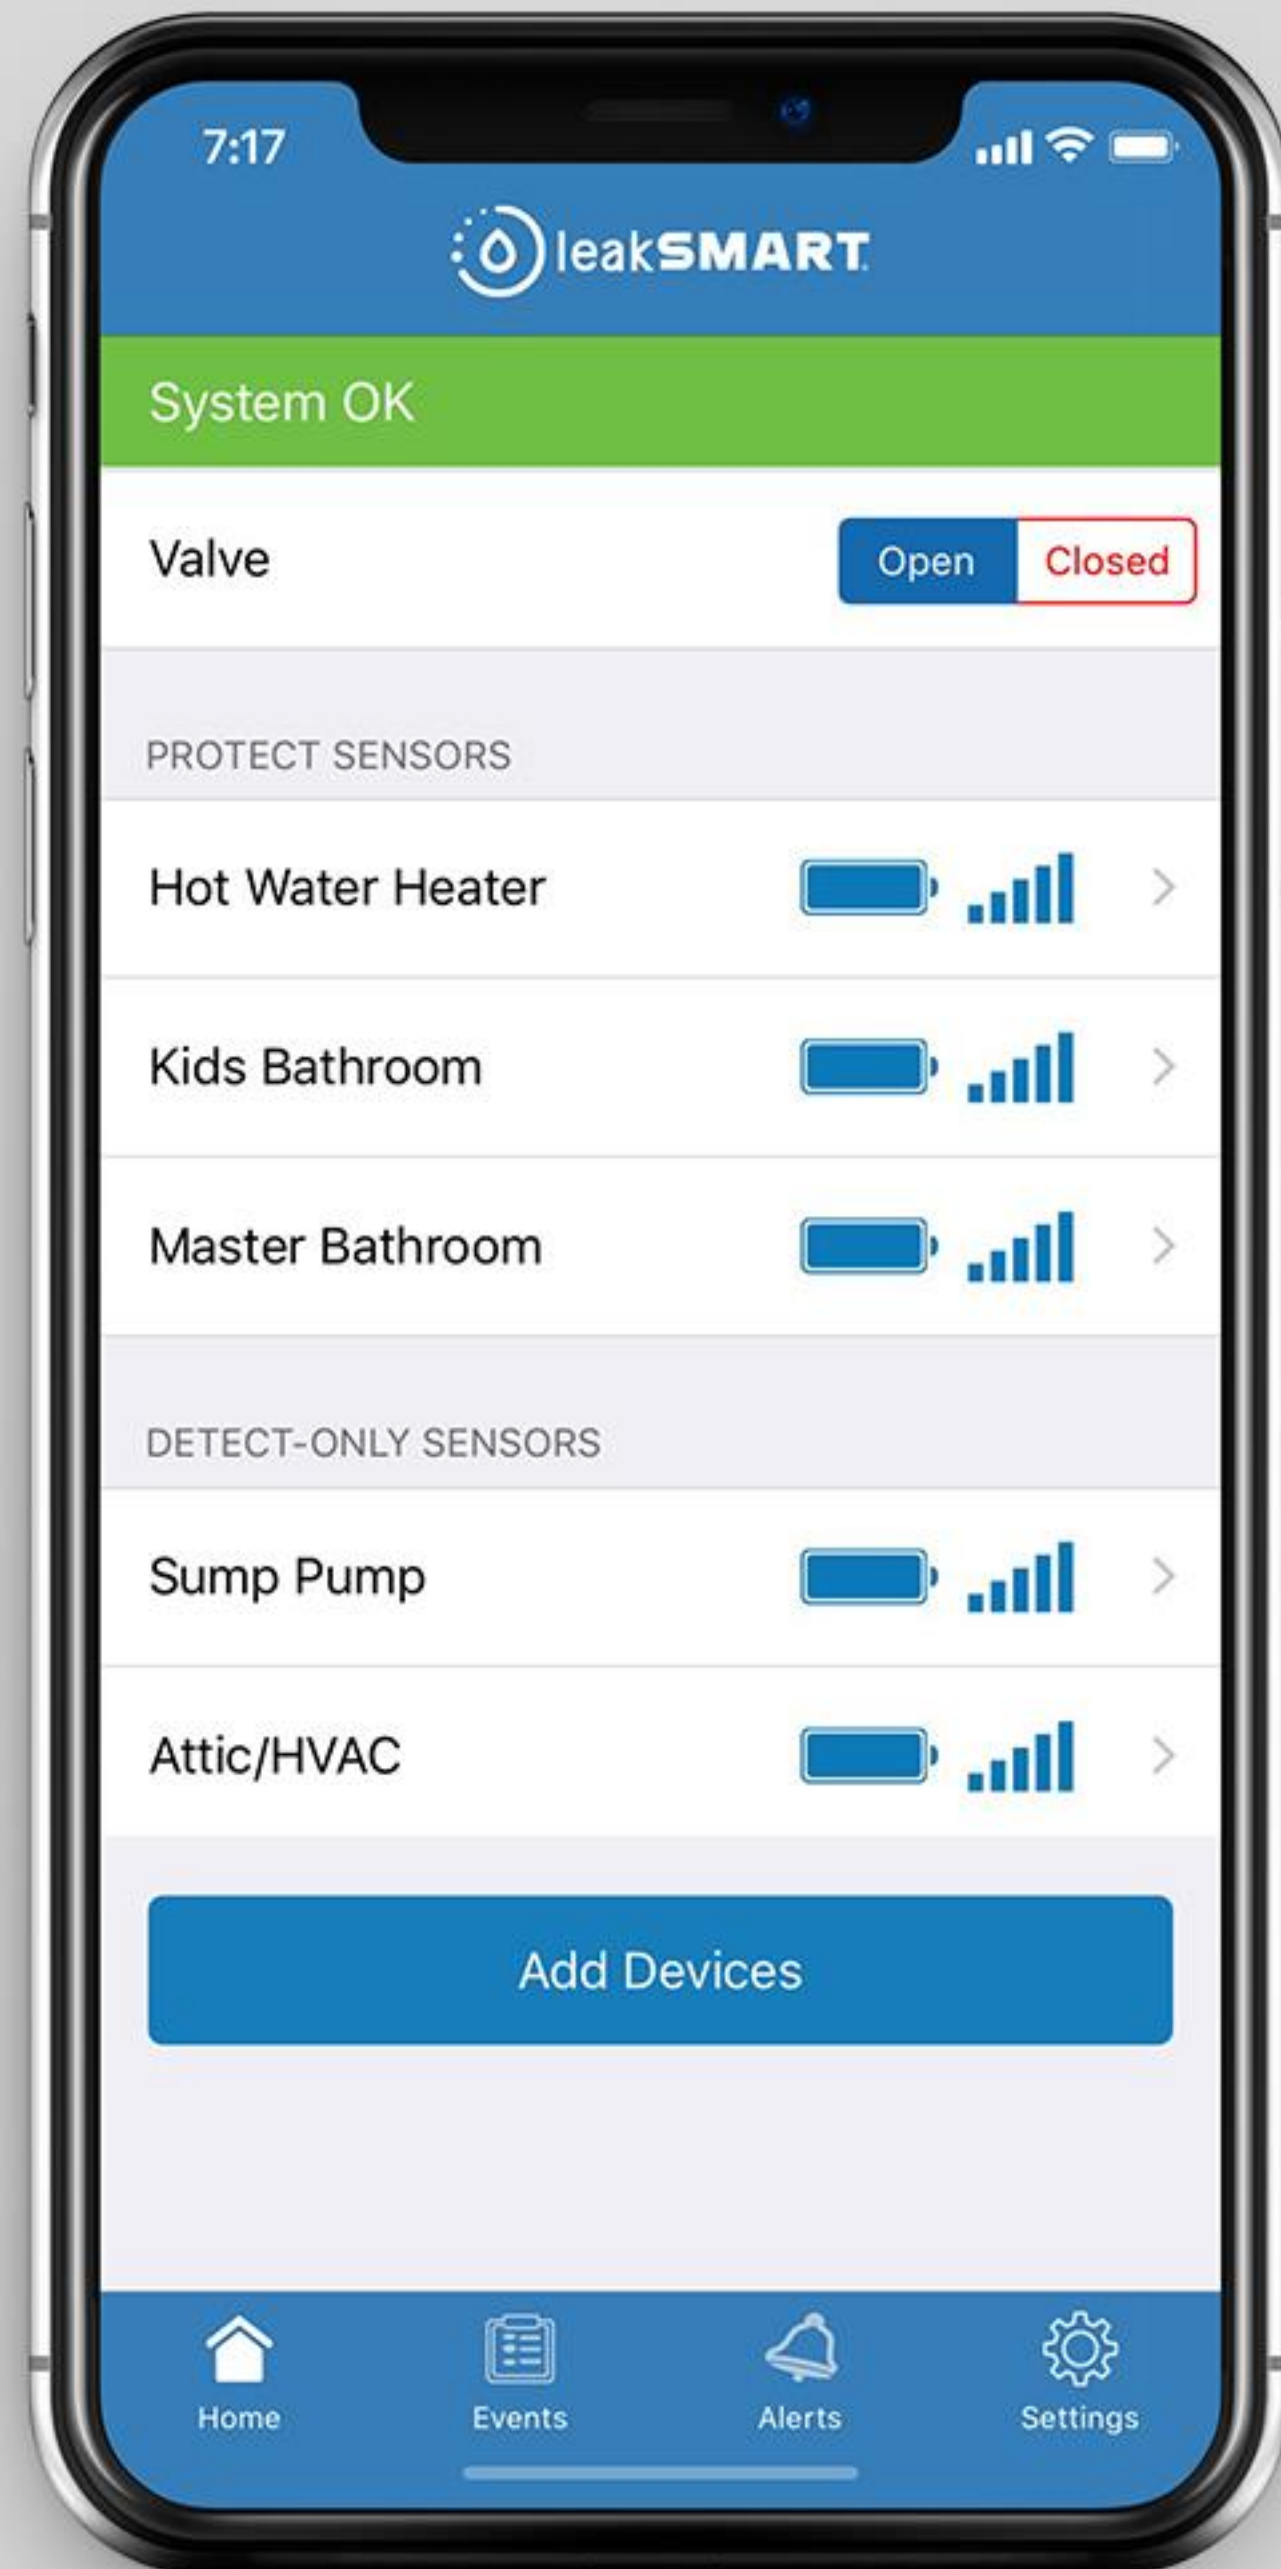 7:17
leakSMART
System OK
Valve
Open Closed
PROTECT SENSORS
Hot Water Heater
Kids Bathroom
Master Bathroom
DETECT-ONLY SENSORS
Sump Pump
Attic/HVAC
Add Devices
Home Events Alerts Settings